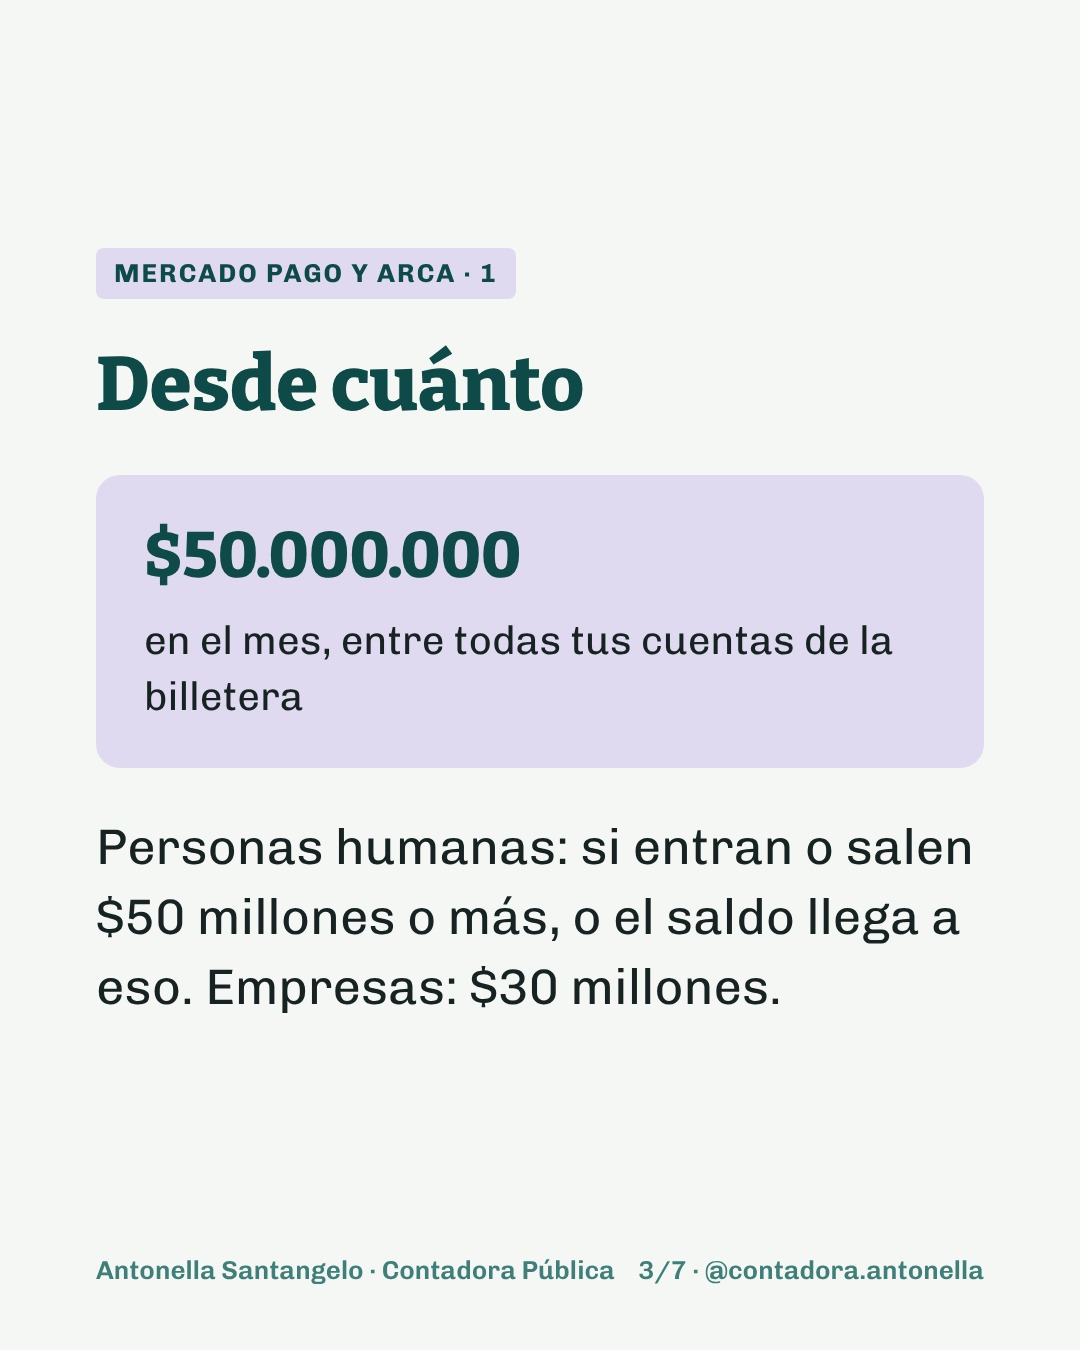 MERCADO PAGO Y ARCA · 1
Desde cuánto
$50.000.000
en el mes, entre todas tus cuentas de la
billetera
Personas humanas: si entran o salen
$50 millones o más, o el saldo llega a
eso. Empresas: $30 millones.
Antonella Santangelo · Contadora Pública 3/7 · @contadora.antonella